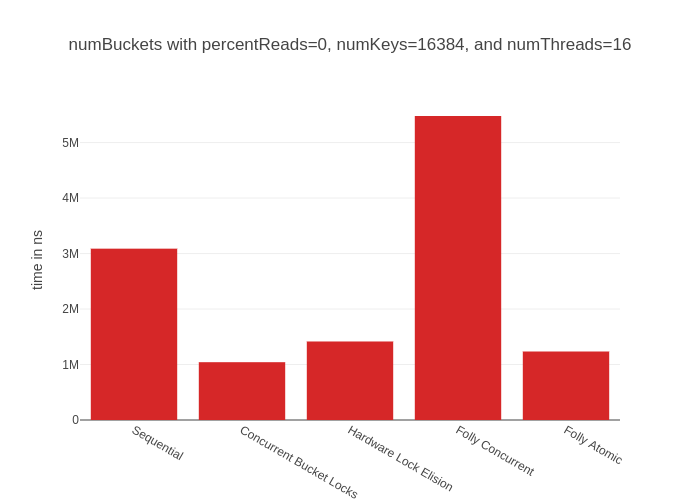 numBuckets with percentReads=0, numKeys=16384, and numThreads=16
5M
4M
3M
2M
1M
0
time in ns
Sequential
Concurrent Bucket Locks
Hardware Lock Elision
Folly Concurrent
Folly Atomic